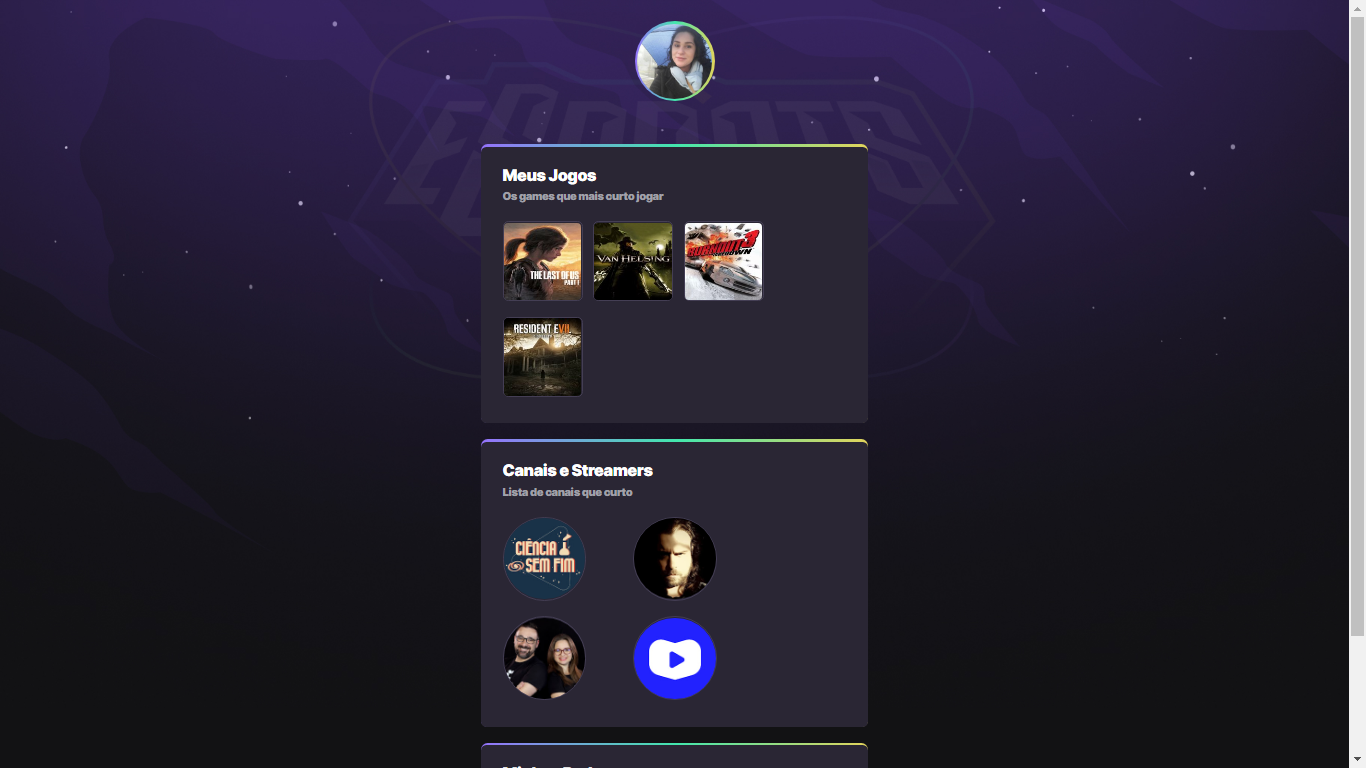 ESPORTS
Meus Jogos
Os games que mais curto jogar
THE LAST OF US
PART I
VAN HELSING
BURNOUT 3
TAKEDOWN
RESIDENT EVIL
Canais e Streamers
Lista de canais que curto
CIÊNCIA
SEM FIM